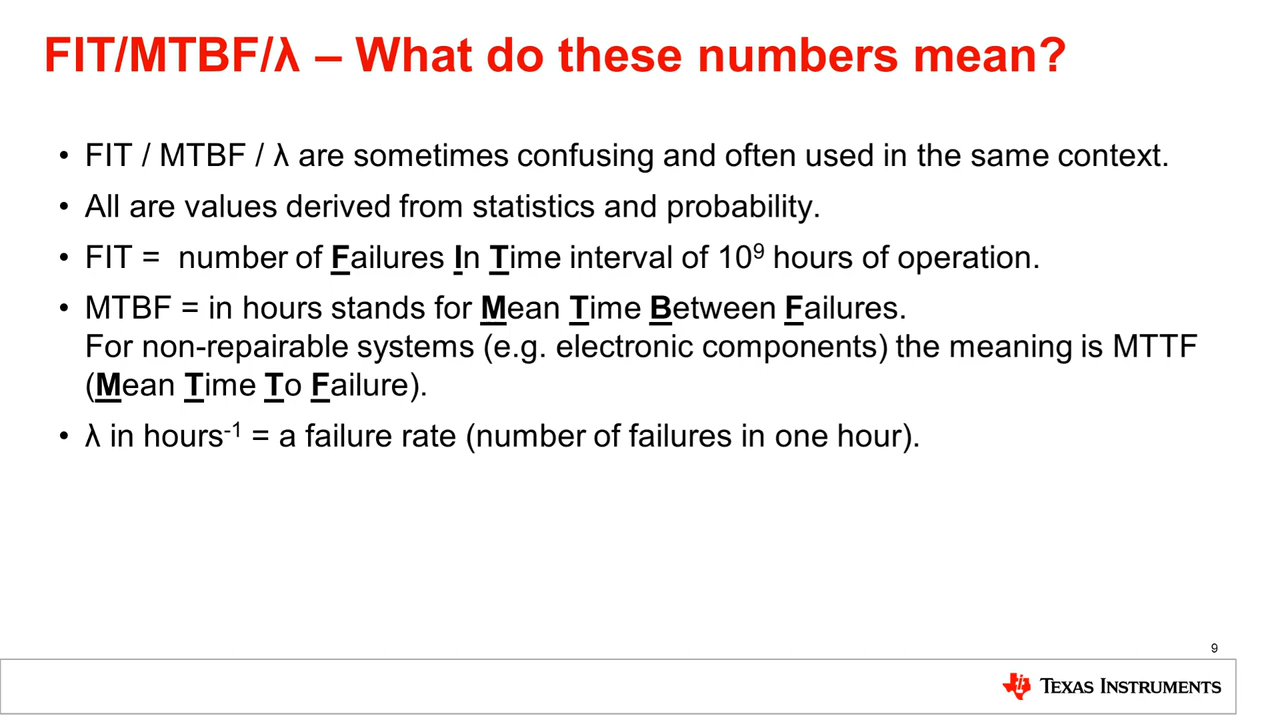 FIT/MTBF/λ – What do these numbers mean?
• FIT / MTBF / λ are sometimes confusing and often used in the same context.
• All are values derived from statistics and probability.
• FIT =  number of Failures In Time interval of 10⁹ hours of operation.
• MTBF = in hours stands for Mean Time Between Failures.
For non-repairable systems (e.g. electronic components) the meaning is MTTF
(Mean Time To Failure).
• λ in hours⁻¹ = a failure rate (number of failures in one hour).
9
TEXAS INSTRUMENTS